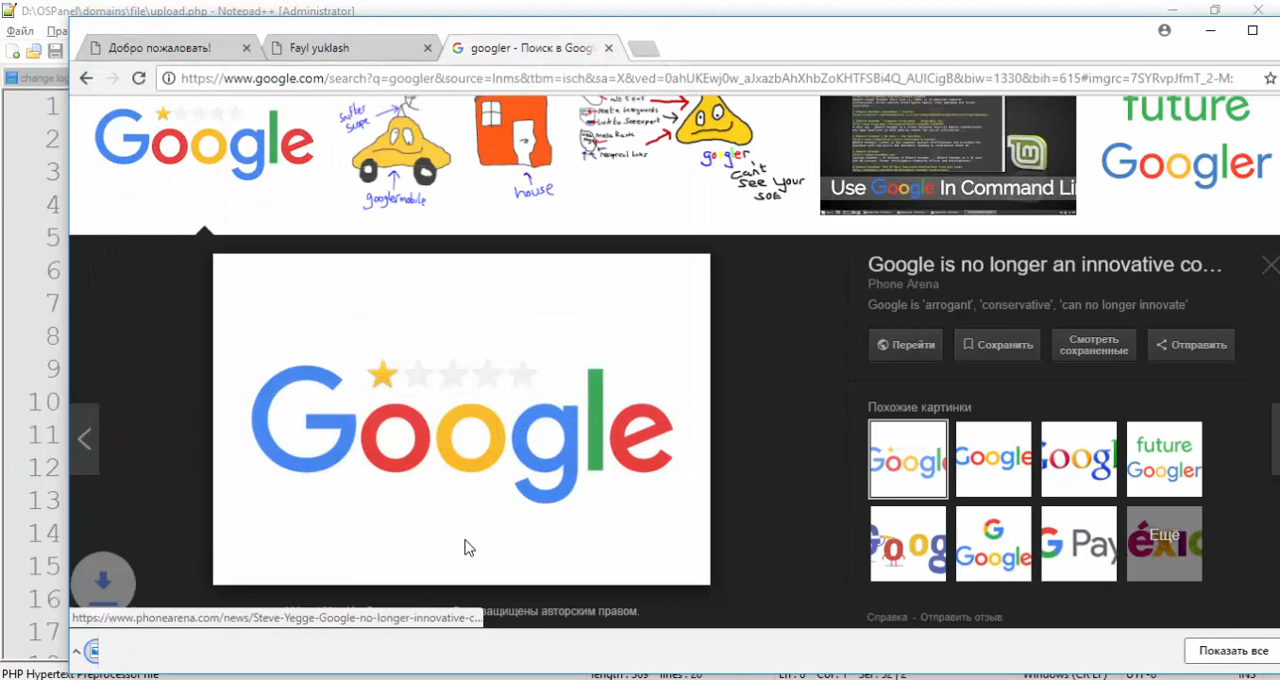 D:\OSPanel\domains\file\upload.php - Notepad++ [Administrator]
Файл
Добро пожаловать!
Fayl yuklash
googler - Поиск в Goog
change.log
https://www.google.com/search?q=googler&source=lnms&tbm=isch&sa=X&ved=0ahUKEwj0w_aJxazbAhXhbZoKHTFSBi4Q_AUICigB&biw=1330&bih=615#imgrc=7SYRvpJfmT_2-M:
Google
googlermobile
house
googler
can't
see your
Use Google In Command Li
future
Googler
1
2
3
4
5
6
7
8
9
10
11
12
13
14
15
16
17
Google
Google is no longer an innovative co...
Phone Arena
Google is 'arrogant', 'conservative', 'can no longer innovate'
Перейти
Сохранить
Смотреть
сохраненные
Отправить
Похожие картинки
Google
Google
Googl
future
Googler
Goog
G
Google
G Pay
Ещё
защищены авторским правом.
Справка - Отправить отзыв
https://www.phonearena.com/news/Steve-Yegge-Google-no-longer-innovative-c...
Показать все
PHP Hypertext Preprocessor file